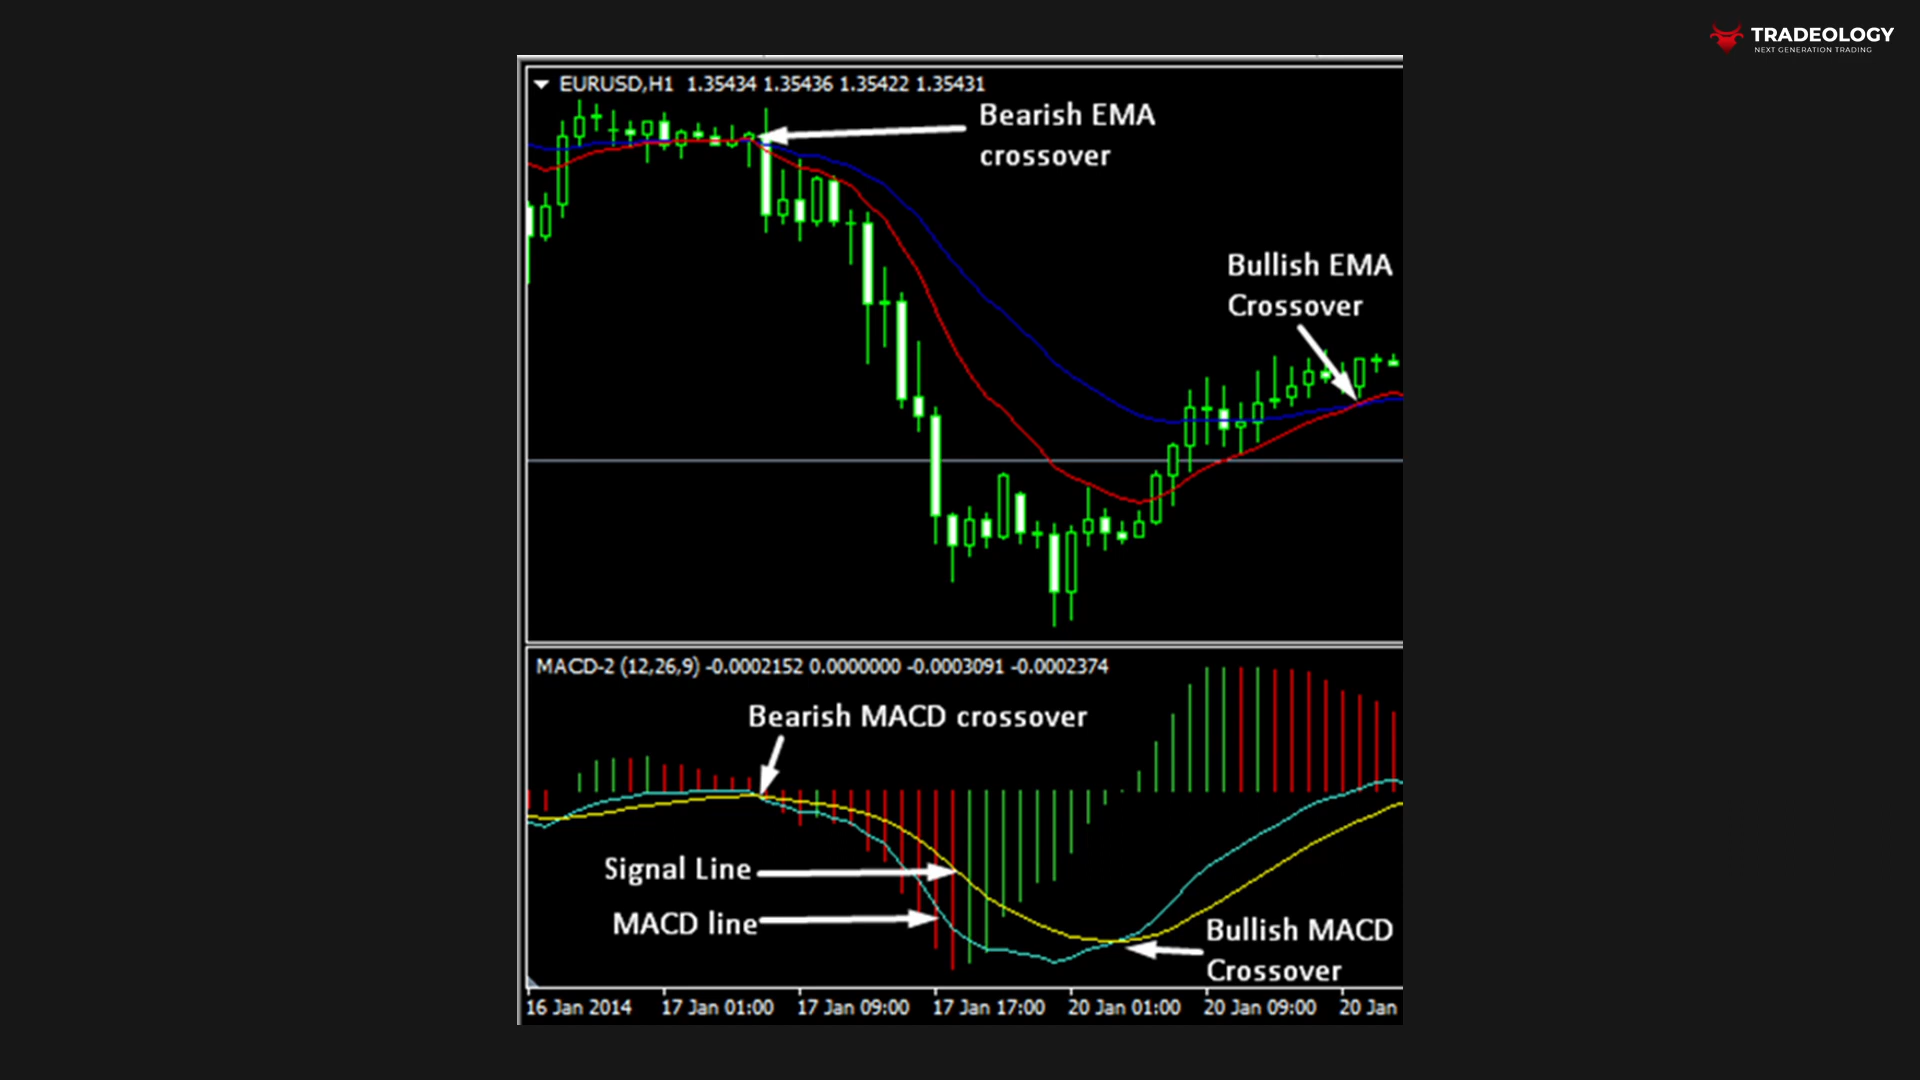 TRADEOLOGY
NEXT GENERATION TRADING
EURUSD,H1 1.35434 1.35436 1.35422 1.35431
Bearish EMA
crossover
Bullish EMA
Crossover
MACD-2 (12,26,9) -0.0002152 0.0000000 -0.0003091 -0.0002374
Bearish MACD crossover
Signal Line
MACD line
Bullish MACD
Crossover
16 Jan 2014 17 Jan 01:00 17 Jan 09:00 17 Jan 17:00 20 Jan 01:00 20 Jan 09:00 20 Jan